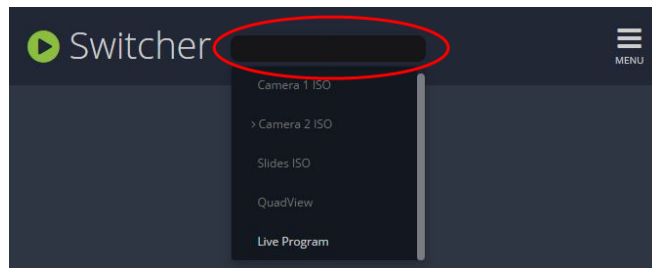 Switcher
MENU
Camera 1 ISO
> Camera 2 ISO
Slides ISO
QuadView
Live Program